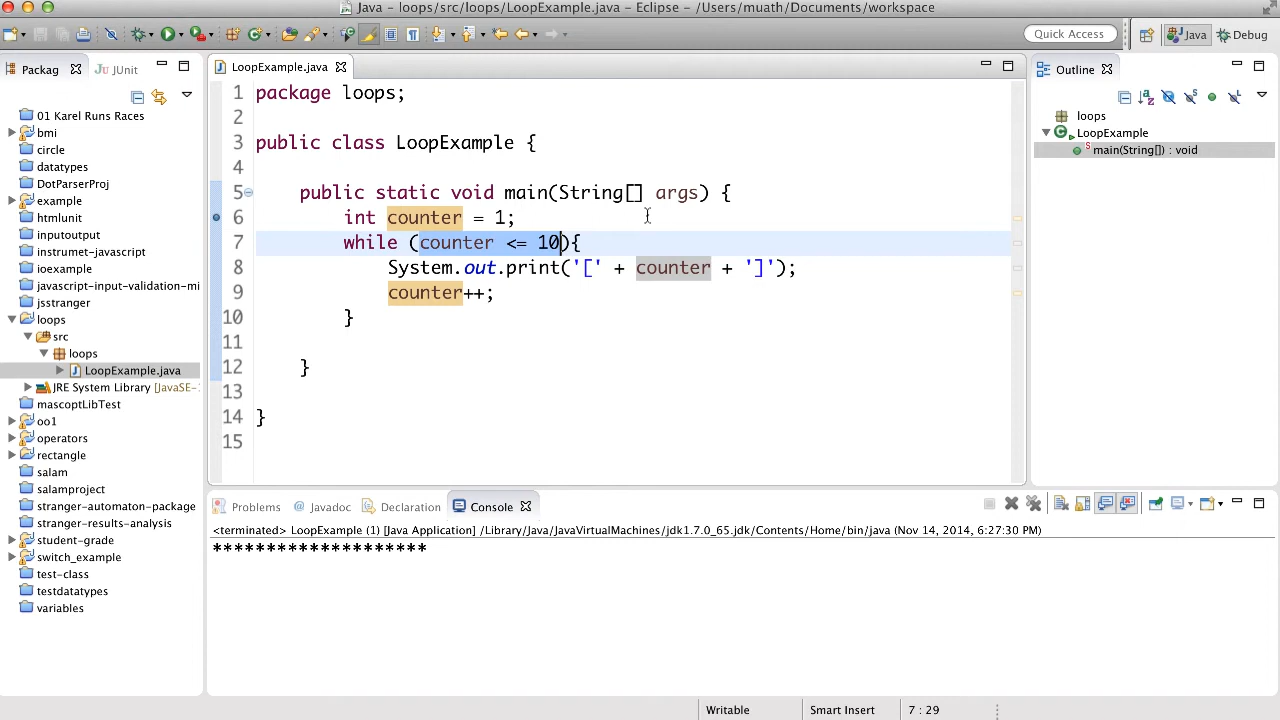 Java - loops/src/loops/LoopExample.java - Eclipse - /Users/muath/Documents/workspace
Quick Access
Java
Debug
Packag
JUnit
01 Karel Runs Races
bmi
circle
datatypes
DotParserProj
example
htmlunit
inputoutput
instrumet-javaproject
ioexample
javascript-input-validation-mi
jsstranger
loops
src
loops
LoopExample.java
JRE System Library [JavaSE-1
mascoptLibTest
oo1
operators
rectangle
salam
salamproject
stranger-automaton-package
stranger-results-analysis
student-grade
switch_example
test-class
testdatatypes
variables
LoopExample.java
1 package loops;
2
3 public class LoopExample {
4
5 public static void main(String[] args) {
6 int counter = 1;
7 while (counter <= 10){
8 System.out.print('[' + counter + ']');
9 counter++;
10 }
11
12 }
13
14 }
15
Outline
loops
LoopExample
main(String[]) : void
Problems
@ Javadoc
Declaration
Console
<terminated> LoopExample (1) [Java Application] /Library/Java/JavaVirtualMachines/jdk1.7.0_65.jdk/Contents/Home/bin/java (Nov 14, 2014, 6:27:30 PM)
********************
Writable
Smart Insert
7 : 29